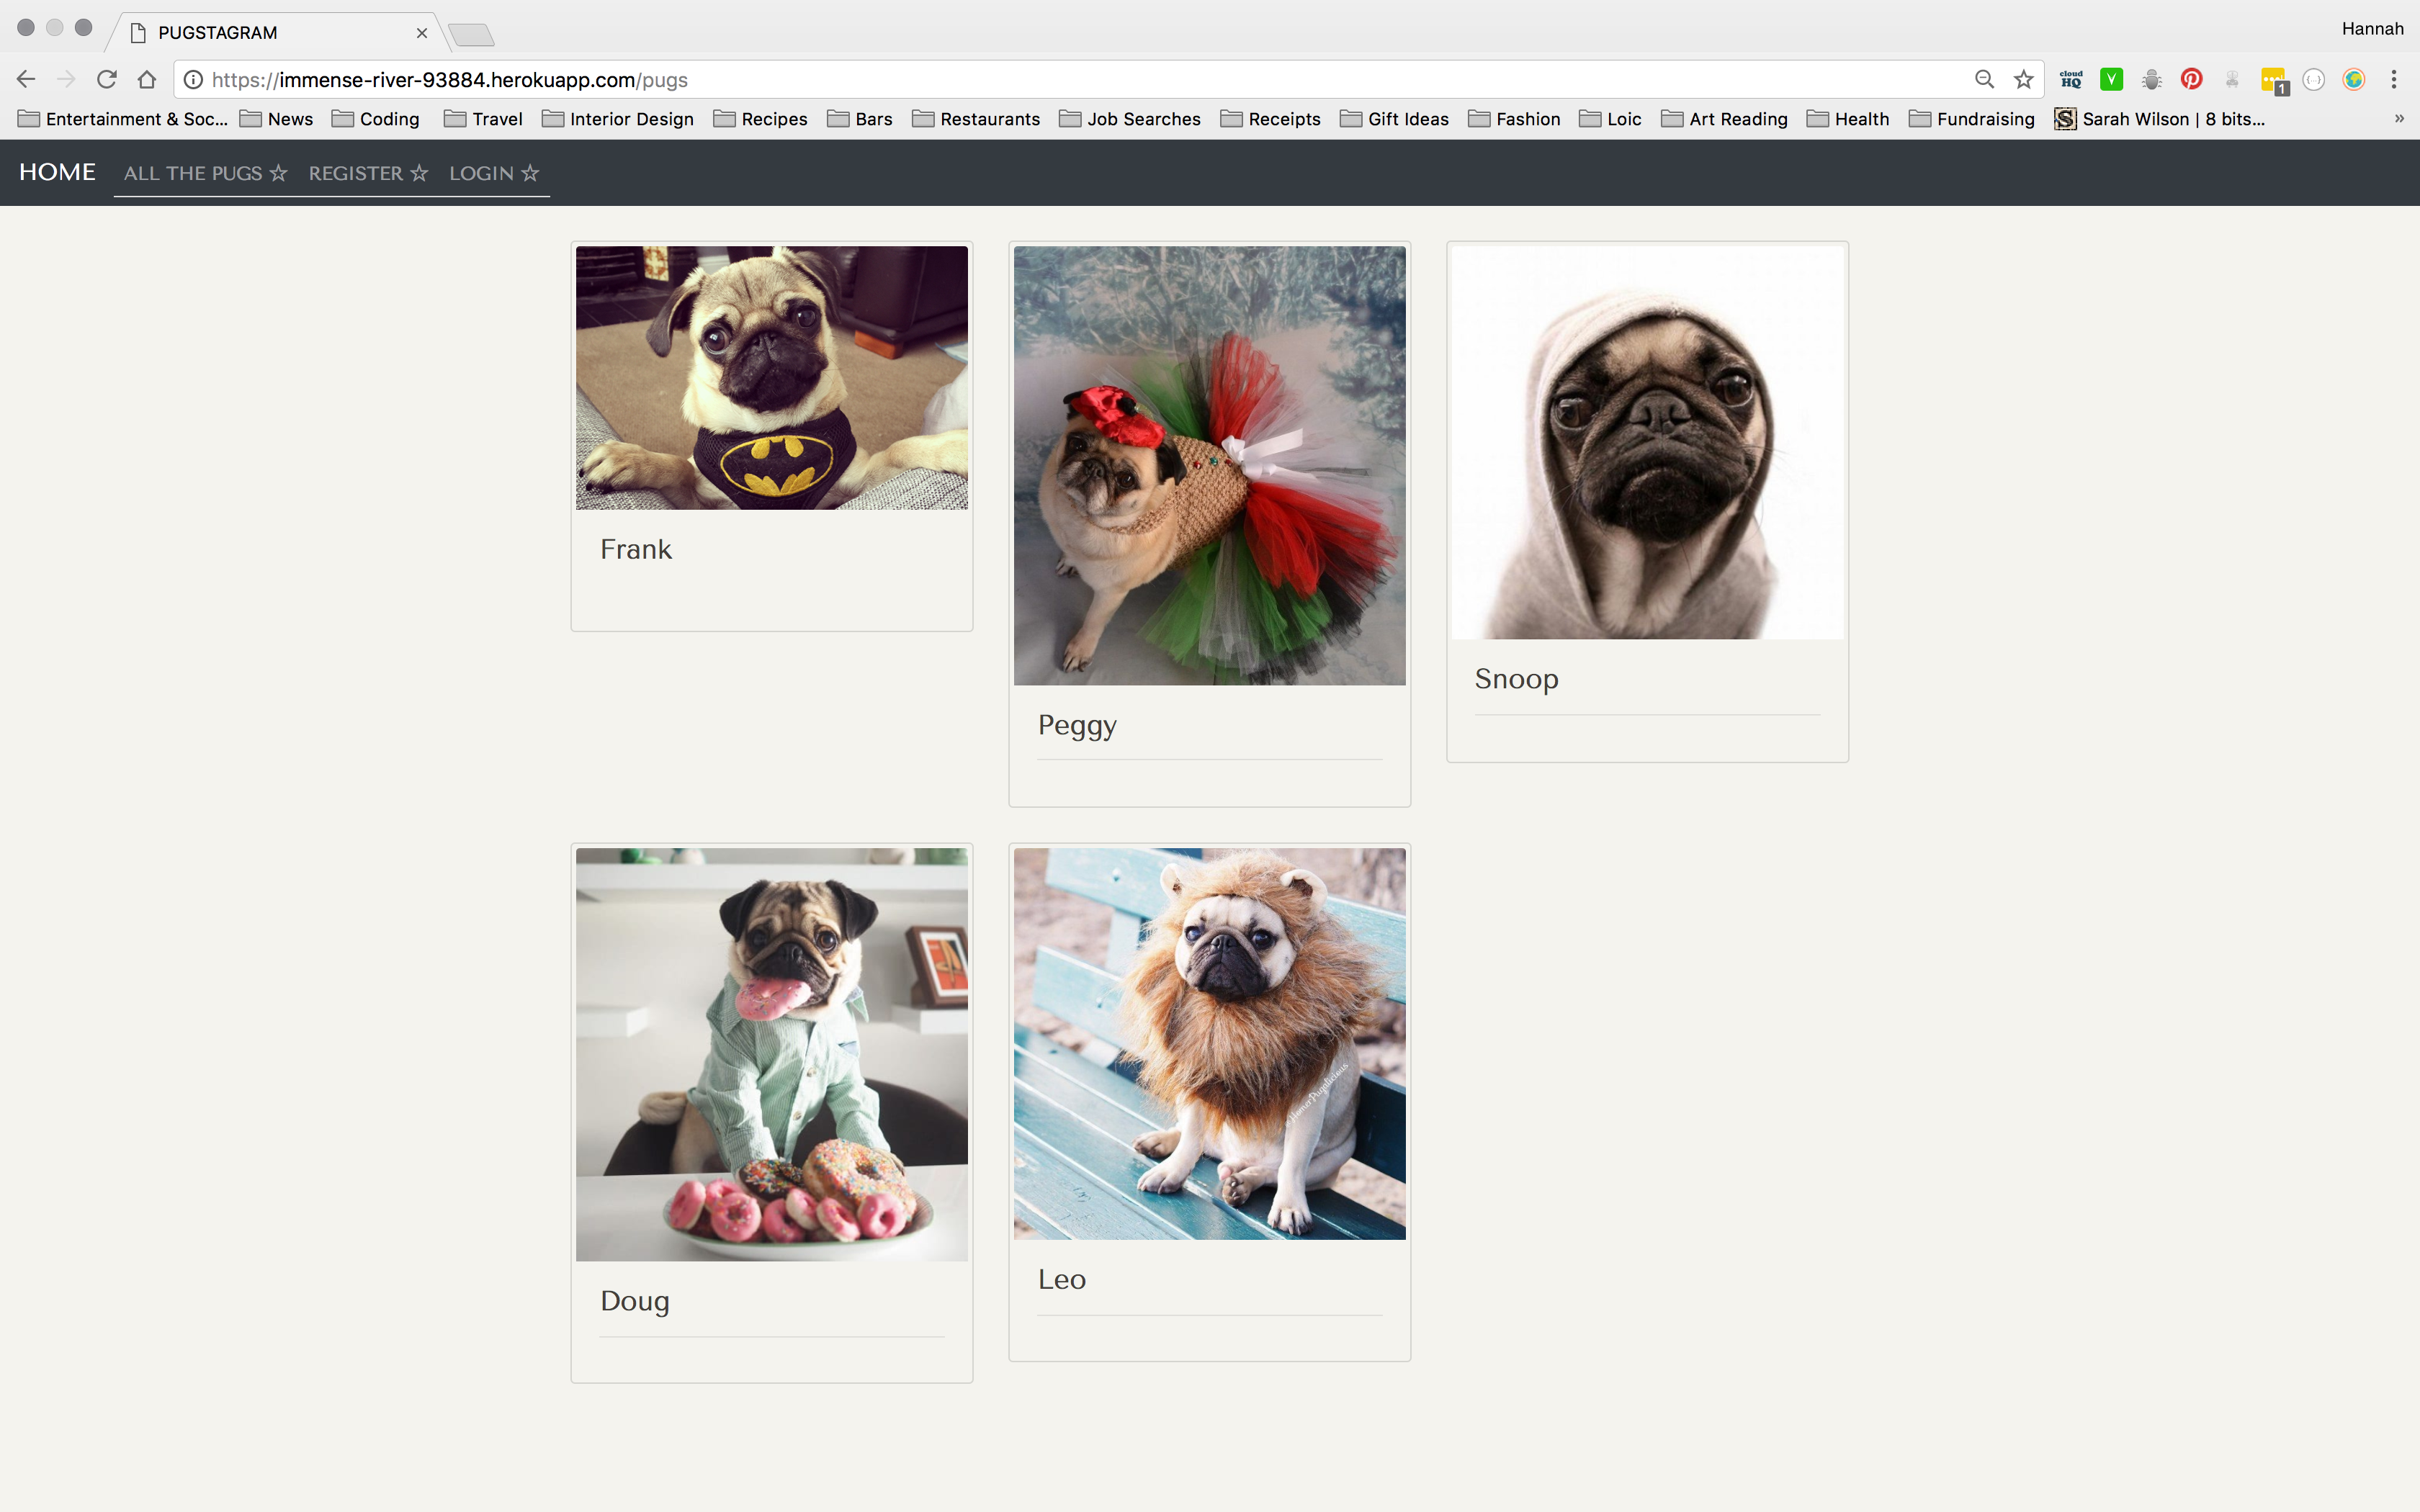 PUGSTAGRAM
Hannah
https://immense-river-93884.herokuapp.com/pugs
cloud HQ
1
Entertainment & Soc... News Coding Travel Interior Design Recipes Bars Restaurants Job Searches Receipts Gift Ideas Fashion Loic Art Reading Health Fundraising Sarah Wilson | 8 bits... »
HOME ALL THE PUGS ☆ REGISTER ☆ LOGIN ☆
Frank
Snoop
Peggy
HomerPugalicious
Leo
Doug